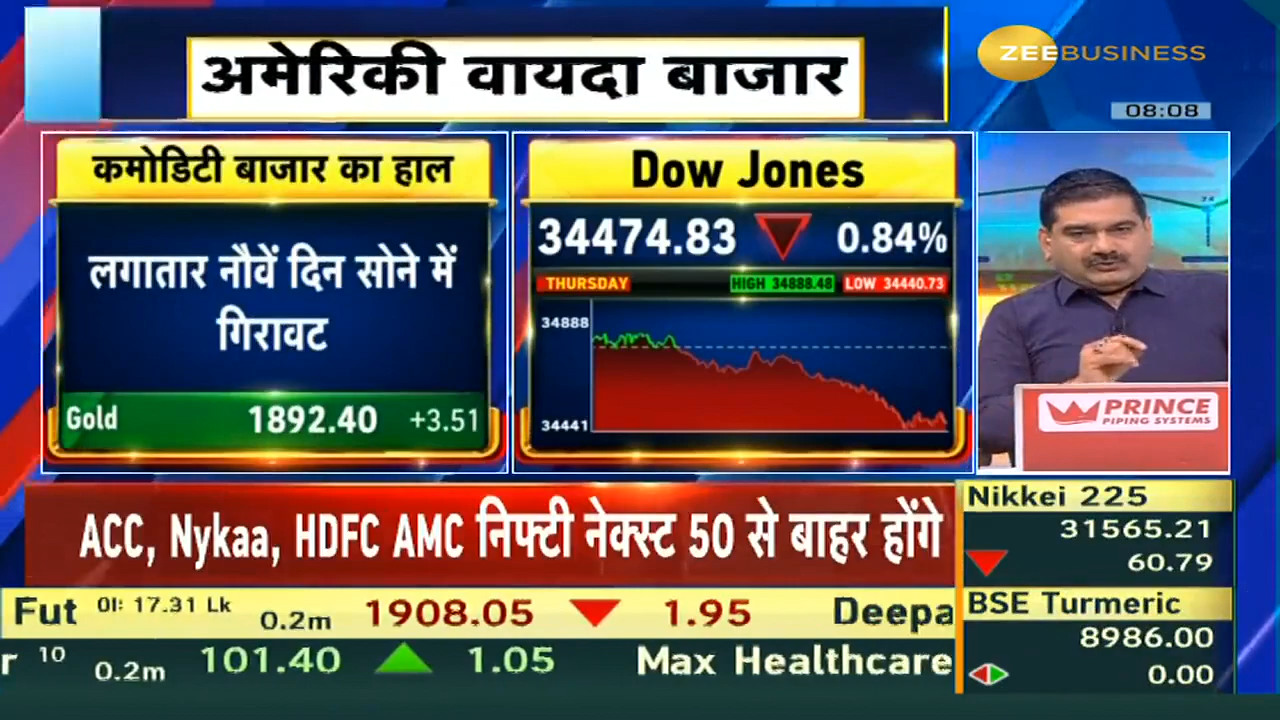 अमेरिकी वायदा बाजार
ZEEBUSINESS
08:08
कमोडिटी बाजार का हाल
लगातार नौवें दिन सोने में
गिरावट
Gold 1892.40 +3.51
Dow Jones
34474.83 0.84%
THURSDAY HIGH 34888.48 LOW 34440.73
34888
34441
PRINCE
PIPING SYSTEMS
ACC, Nykaa, HDFC AMC निफ्टी नेक्स्ट 50 से बाहर होंगे
Nikkei 225
31565.21
60.79
BSE Turmeric
8986.00
0.00
Fut OI: 17.31 Lk 0.2m 1908.05 1.95 Deepa
r 10 0.2m 101.40 1.05 Max Healthcare